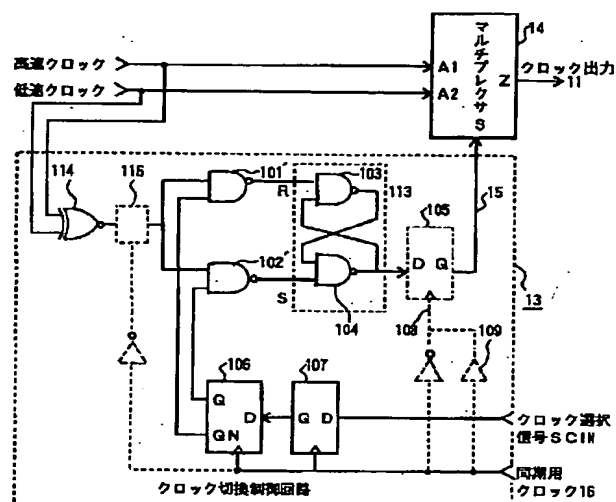 14
マルチプレクサ
高速クロック
A1
Z
クロック出力
11
低速クロック
A2
S
114
115
101'
103
R
113
15
105
102'
D Q
13
S
104
108
109
106
107
Q
D
Q D
クロック選択
信号SCIN
QN
同期用
クロック16
クロック切換制御回路